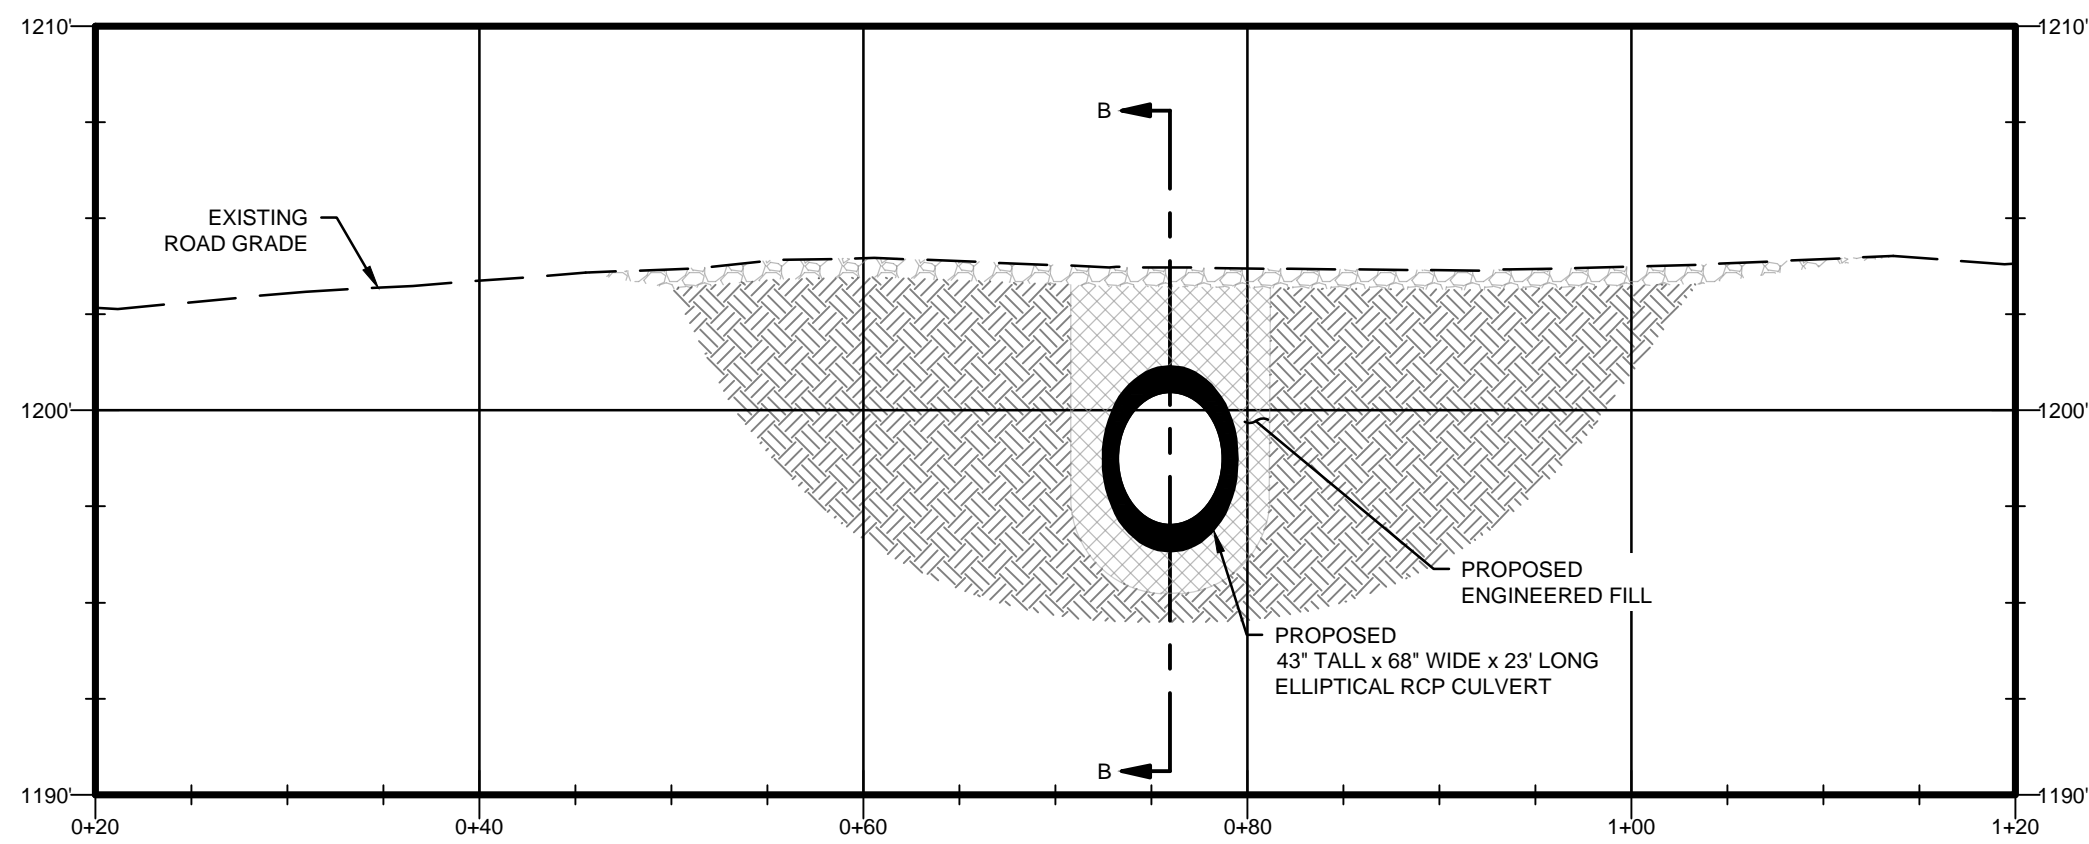 1210'
1210'
B
EXISTING
ROAD GRADE
1200'
1200'
PROPOSED
ENGINEERED FILL
PROPOSED
43" TALL x 68" WIDE x 23' LONG
ELLIPTICAL RCP CULVERT
B
1190'
1190'
0+20
0+40
0+60
0+80
1+00
1+20